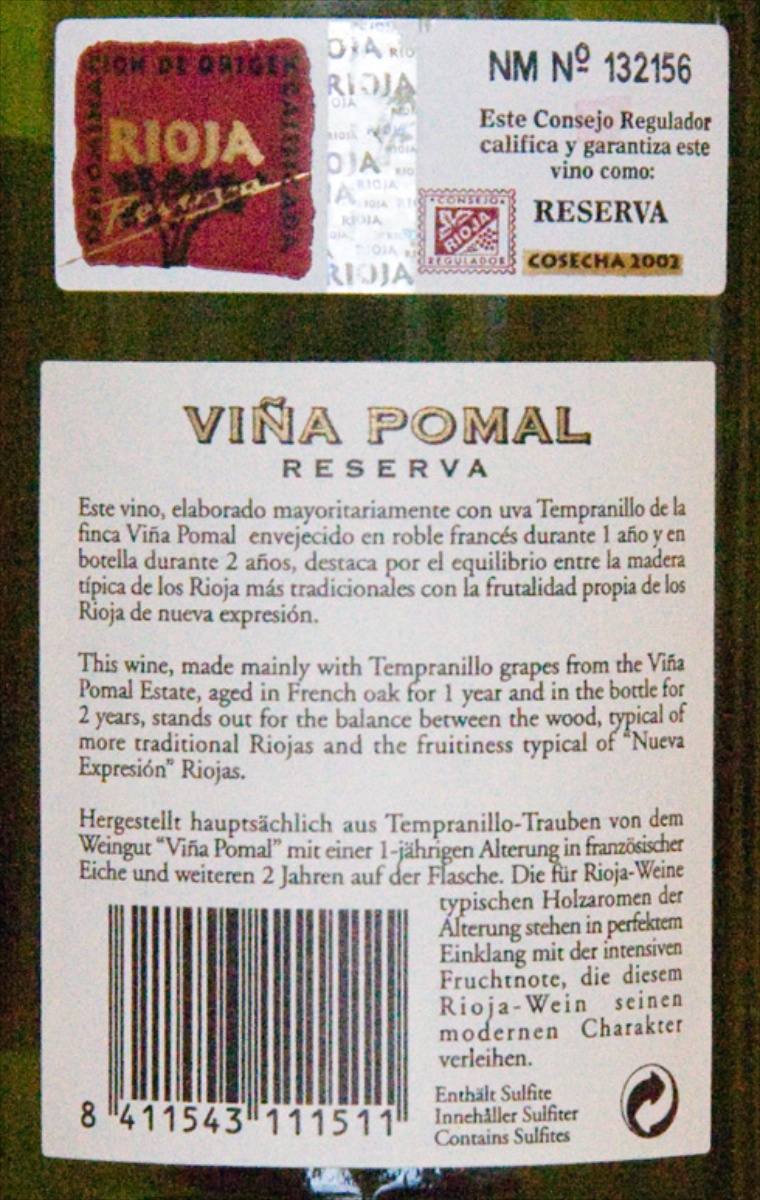 DENOMINACION DE ORIGEN CALIFICADA
RIOJA
Reserva
RIOJA
NM Nº 132156
Este Consejo Regulador
califica y garantiza este
vino como:
CONSEJO
RIOJA
REGULADOR
RESERVA
COSECHA 2002
VIÑA POMAL
RESERVA
Este vino, elaborado mayoritariamente con uva Tempranillo de la
finca Viña Pomal envejecido en roble francés durante 1 año y en
botella durante 2 años, destaca por el equilibrio entre la madera
típica de los Rioja más tradicionales con la frutalidad propia de los
Rioja de nueva expresión.
This wine, made mainly with Tempranillo grapes from the Viña
Pomal Estate, aged in French oak for 1 year and in the bottle for
2 years, stands out for the balance between the wood, typical of
more traditional Riojas and the fruitiness typical of "Nueva
Expresión" Riojas.
Hergestellt hauptsächlich aus Tempranillo-Trauben von dem
Weingut "Viña Pomal" mit einer 1-jährigen Alterung in französischer
Eiche und weiteren 2 Jahren auf der Flasche. Die für Rioja-Weine
typischen Holzaromen der
Alterung stehen in perfektem
Einklang mit der intensiven
Fruchtnote, die diesem
Rioja-Wein seinen
modernen Charakter
verleihen.
Enthält Sulfite
Innehåller Sulfiter
Contains Sulfites
8 411543 111511